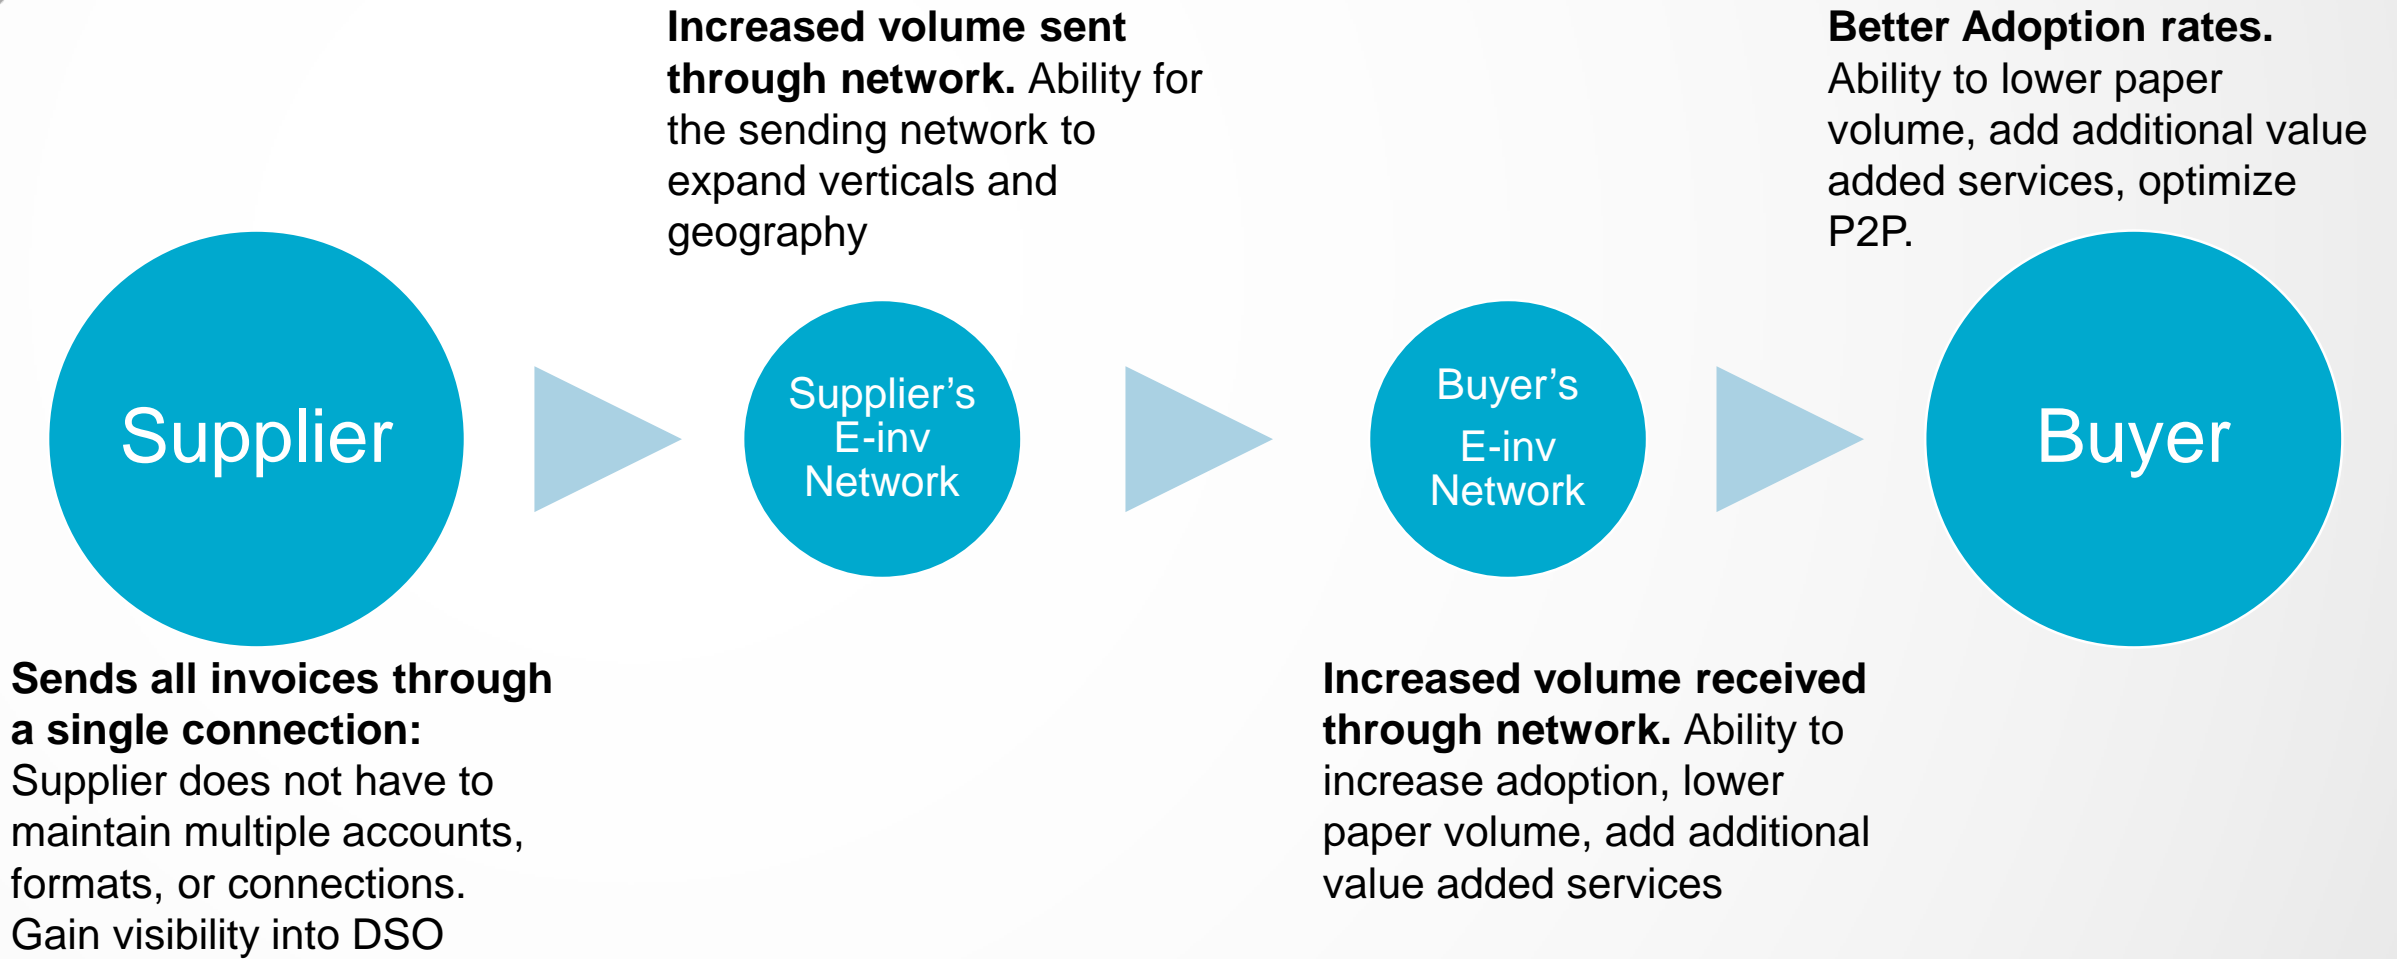 Increased volume sent
through network. Ability for
the sending network to
expand verticals and
geography
Better Adoption rates.
Ability to lower paper
volume, add additional value
added services, optimize
P2P.
Supplier
Supplier’s
E-inv
Network
Buyer’s
E-inv
Network
Buyer
Sends all invoices through
a single connection:
Supplier does not have to
maintain multiple accounts,
formats, or connections.
Gain visibility into DSO
Increased volume received
through network. Ability to
increase adoption, lower
paper volume, add additional
value added services